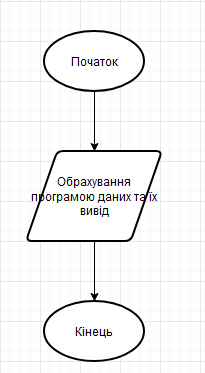 Початок
Обрахування
програмою даних та їх
вивід
Кінець